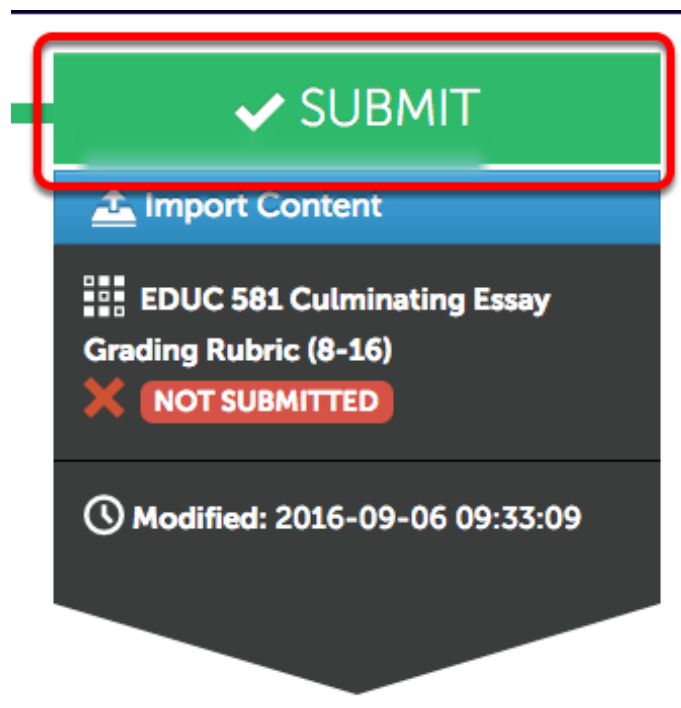 SUBMIT
Import Content
EDUC 581 Culminating Essay
Grading Rubric (8-16)
NOT SUBMITTED
Modified: 2016-09-06 09:33:09